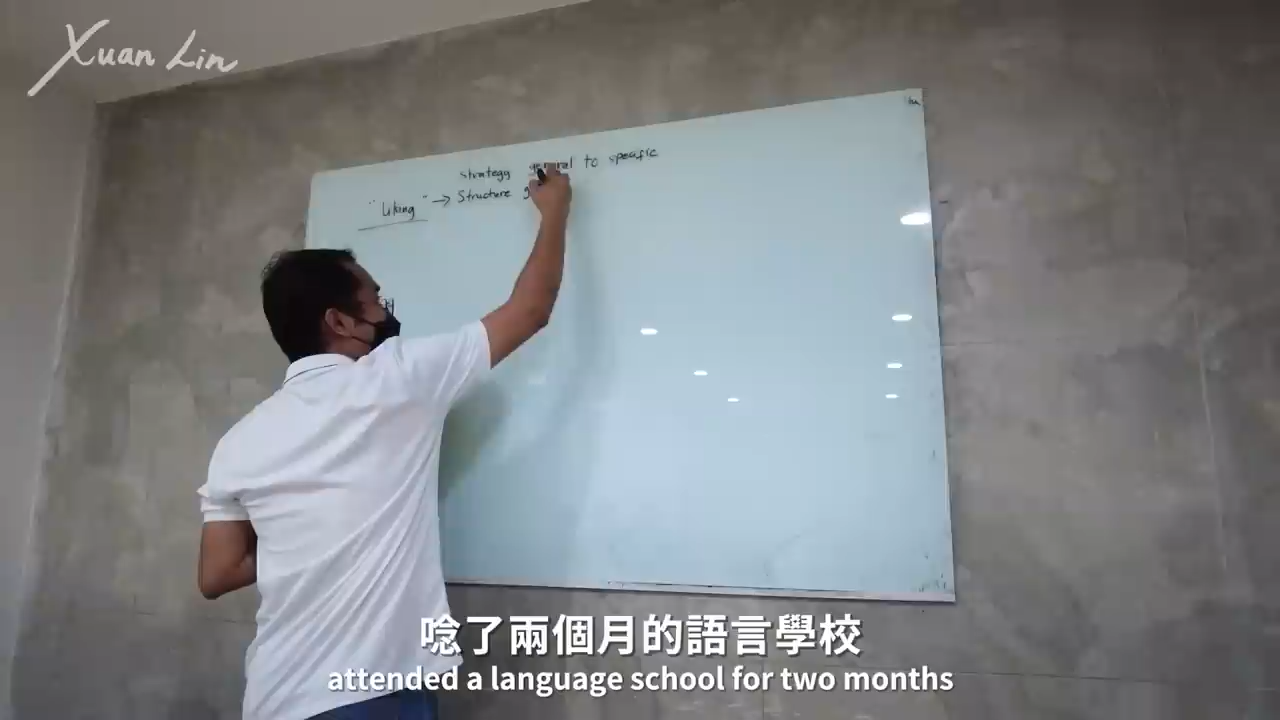 Xuan Lin
strategy general to specific
"Liking" → Structure
唸了兩個月的語言學校
attended a language school for two months